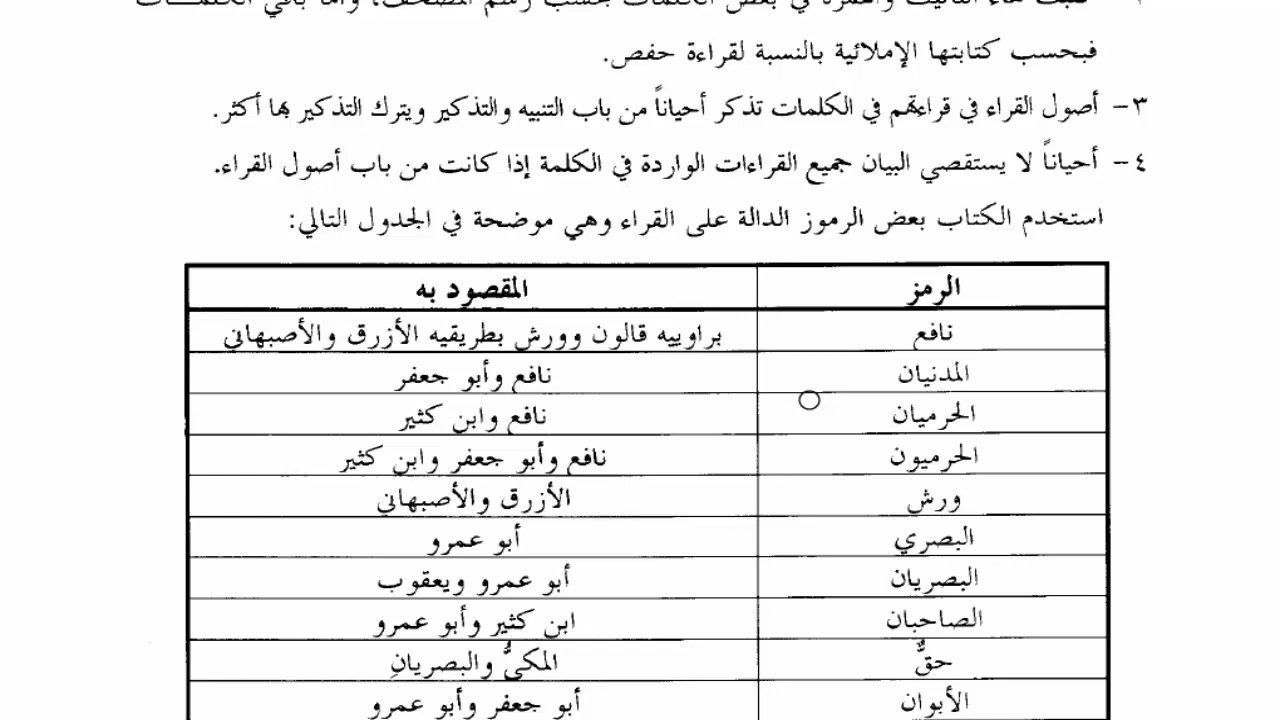 فبحسب كتابتها الإملائية بالنسبة لقراءة حفص.
٣- أصول القراء في قراءتهم في الكلمات تذكر أحياناً من باب التنبيه والتذكير ويترك التذكير بها أكثر.
٤- أحياناً لا يستقصي البيان جميع القراءات الواردة في الكلمة إذا كانت من باب أصول القراء.
استخدم الكتاب بعض الرموز الدالة على القراء وهي موضحة في الجدول التالي:
الرمز المقصود به
نافع براوييه قالون وورش بطريقيه الأزرق والأصبهاني
المدنيان نافع وأبو جعفر
الحرميان نافع وابن كثير
الحرميون نافع وأبو جعفر وابن كثير
ورش الأزرق والأصبهاني
البصري أبو عمرو
البصريان أبو عمرو ويعقوب
الصاحبان ابن كثير وأبو عمرو
حقٌّ المكيُّ والبصريانِ
الأبوان أبو جعفر وأبو عمرو